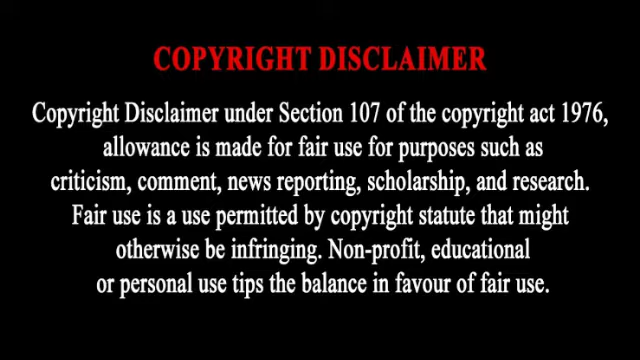 COPYRIGHT DISCLAIMER
Copyright Disclaimer under Section 107 of the copyright act 1976,
allowance is made for fair use for purposes such as
criticism, comment, news reporting, scholarship, and research.
Fair use is a use permitted by copyright statute that might
otherwise be infringing. Non-profit, educational
or personal use tips the balance in favour of fair use.